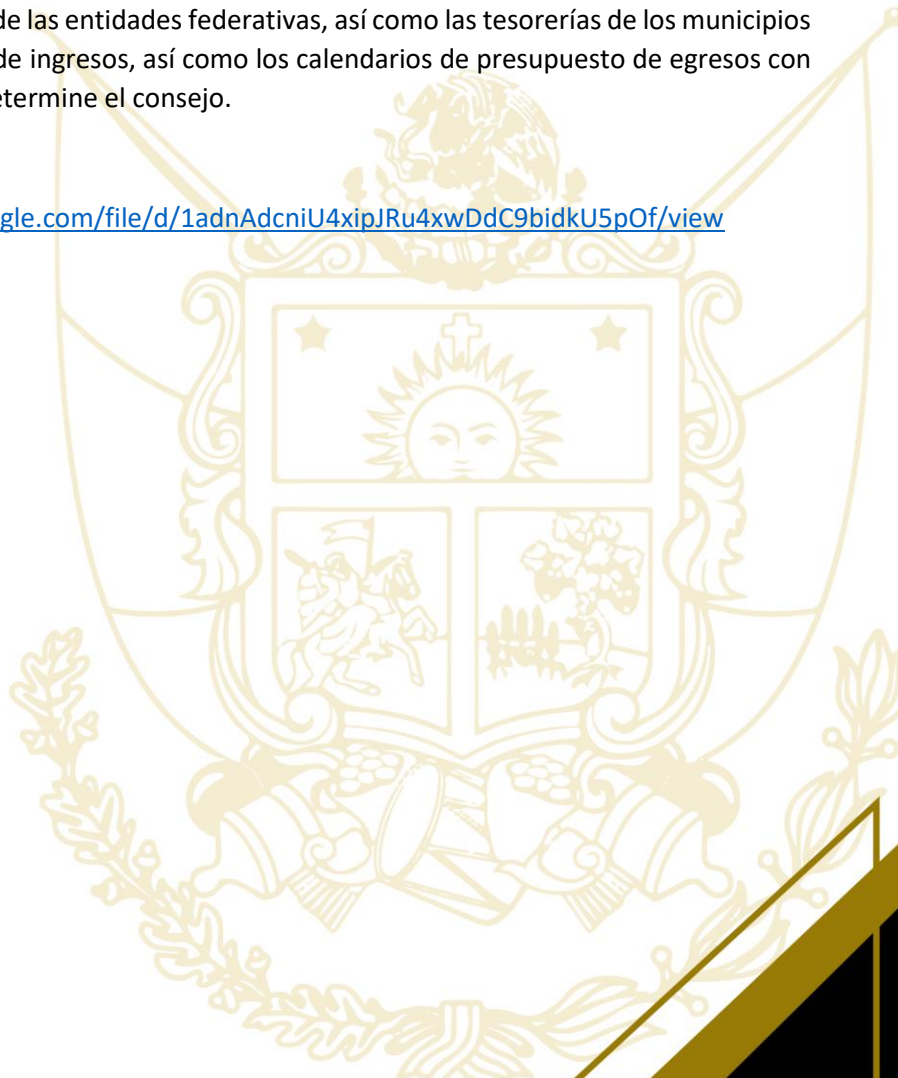 de las entidades federativas, así como las tesorerías de los municipios
de ingresos, así como los calendarios de presupuesto de egresos con
etermine el consejo.
gle.com/file/d/1adnAdcniU4xipJRu4xwDdC9bidkU5pOf/view